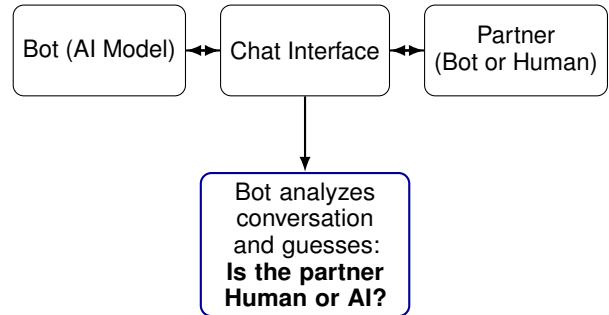 Bot (AI Model)
Chat Interface
Partner
(Bot or Human)
Bot analyzes
conversation
and guesses:
Is the partner
Human or AI?